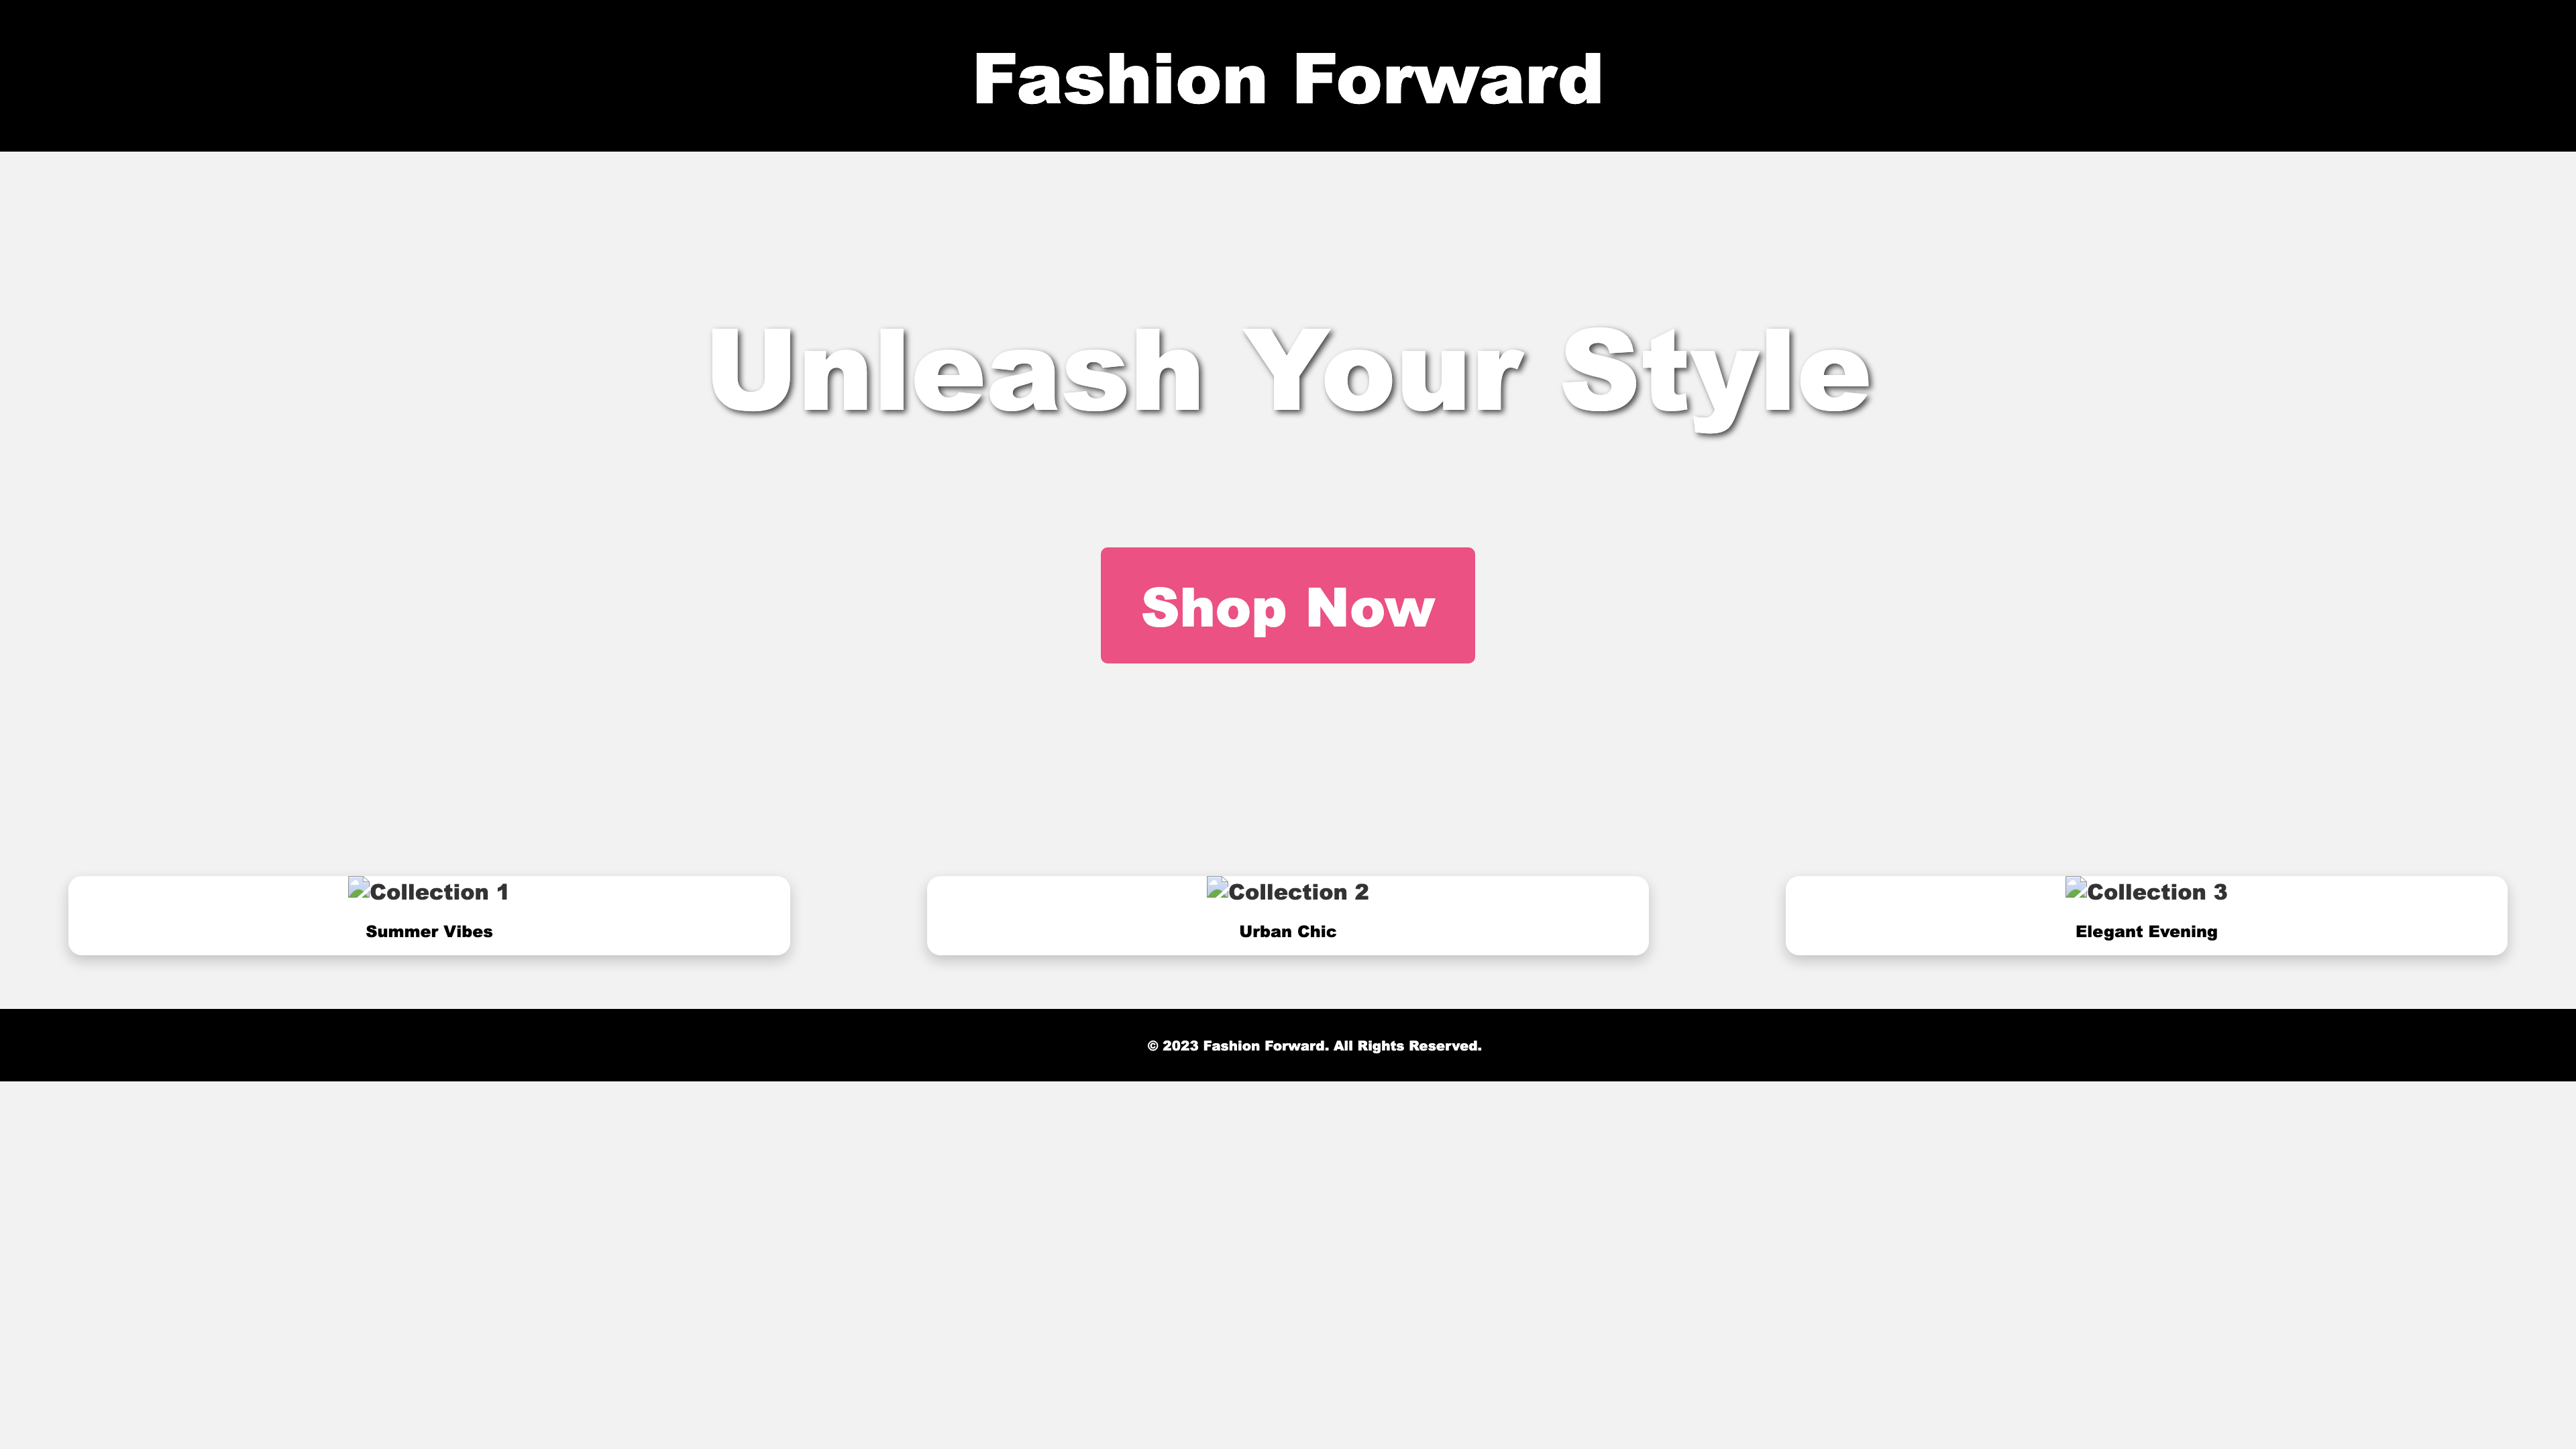 Fashion Forward
Unleash Your Style
Shop Now
Collection 1
Summer Vibes
Collection 2
Urban Chic
Collection 3
Elegant Evening
© 2023 Fashion Forward. All Rights Reserved.